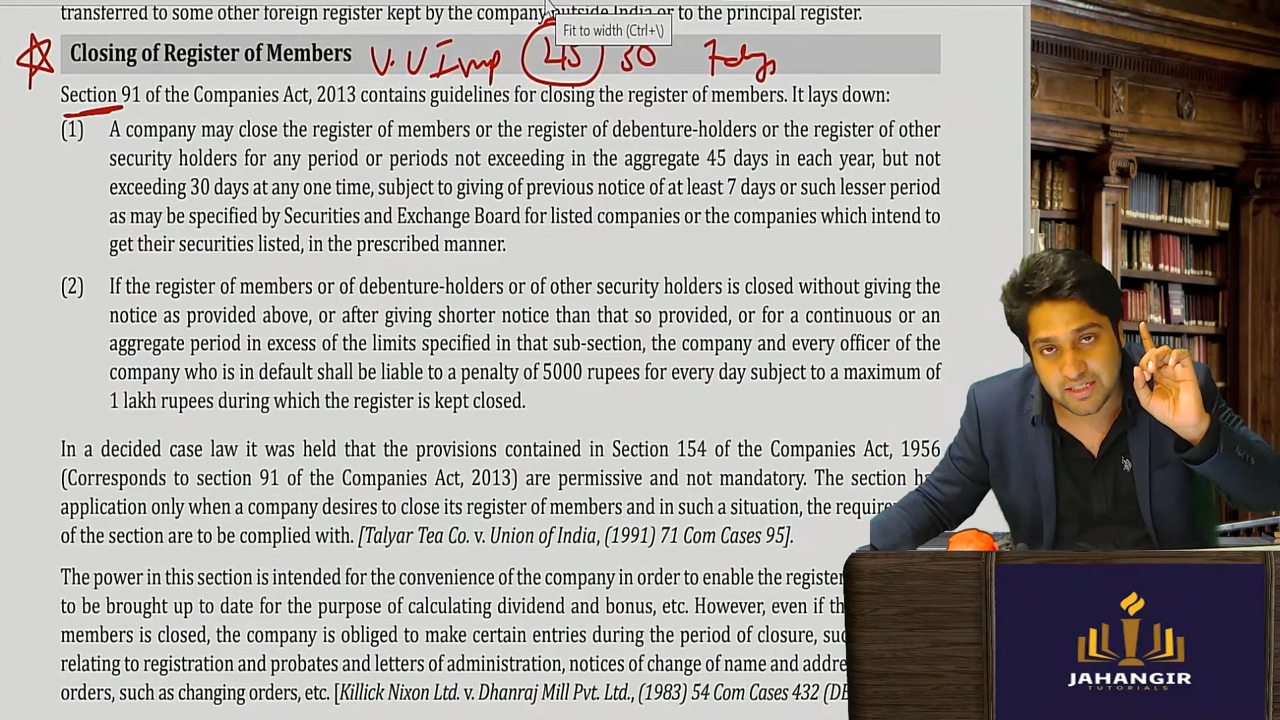 transferred to some other foreign register kept by the company outside India or to the principal register.
Fit to width (Ctrl+\)
Closing of Register of Members V. V Imp 45 30 7 days
Section 91 of the Companies Act, 2013 contains guidelines for closing the register of members. It lays down:
(1) A company may close the register of members or the register of debenture-holders or the register of other
security holders for any period or periods not exceeding in the aggregate 45 days in each year, but not
exceeding 30 days at any one time, subject to giving of previous notice of at least 7 days or such lesser period
as may be specified by Securities and Exchange Board for listed companies or the companies which intend to
get their securities listed, in the prescribed manner.
(2) If the register of members or of debenture-holders or of other security holders is closed without giving the
notice as provided above, or after giving shorter notice than that so provided, or for a continuous or an
aggregate period in excess of the limits specified in that sub-section, the company and every officer of the
company who is in default shall be liable to a penalty of 5000 rupees for every day subject to a maximum of
1 lakh rupees during which the register is kept closed.
In a decided case law it was held that the provisions contained in Section 154 of the Companies Act, 1956
(Corresponds to section 91 of the Companies Act, 2013) are permissive and not mandatory. The section
application only when a company desires to close its register of members and in such a situation, the
of the section are to be complied with. [Talyar Tea Co. v. Union of India, (1991) 71 Com Cases 95].
The power in this section is intended for the convenience of the company in order to enable the register
to be brought up to date for the purpose of calculating dividend and bonus, etc. However, even if
members is closed, the company is obliged to make certain entries during the period of closure,
relating to registration and probates and letters of administration, notices of change of name and
orders, such as changing orders, etc. [Killick Nixon Ltd. v. Dhanraj Mill Pvt. Ltd., (1983) 54 Com Cases 432
JAHANGIR
TUTORIALS